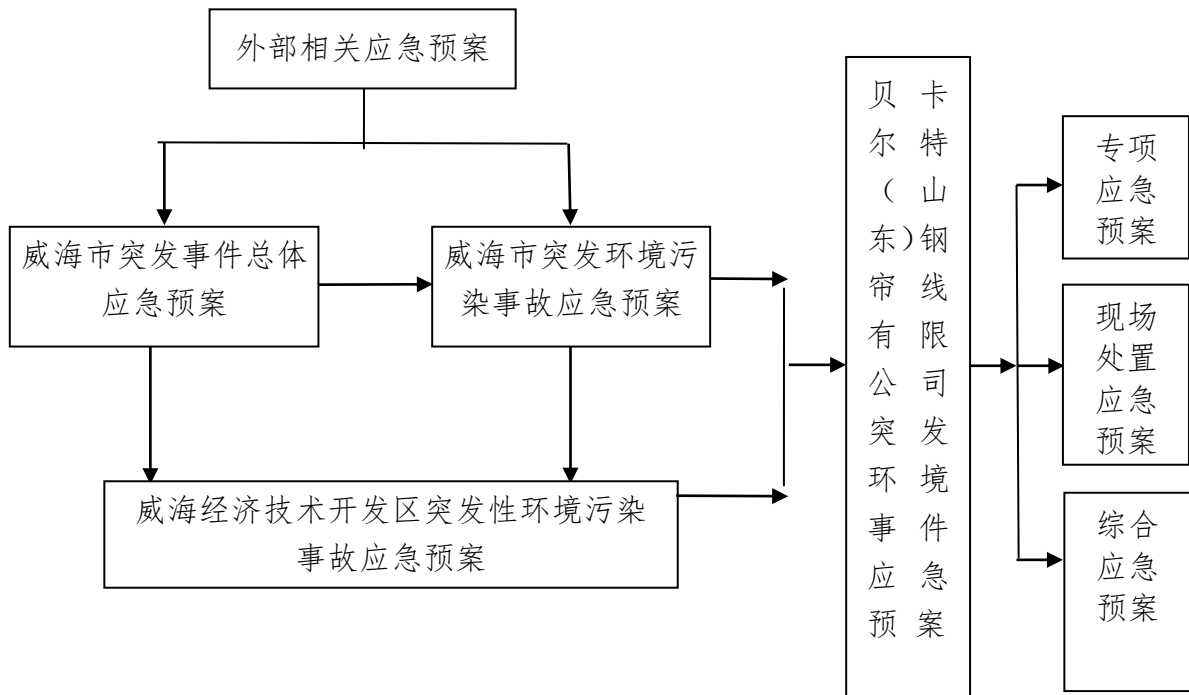 外部相关应急预案
威海市突发事件总体
应急预案
威海市突发环境污
染事故应急预案
威海经济技术开发区突发性环境污染
事故应急预案
贝卡
尔特
（山
东）钢
帘线
有限
公司
突发
环境
事件
应急
预案
专项
应急
预案
现场
处置
应急
预案
综合
应急
预案